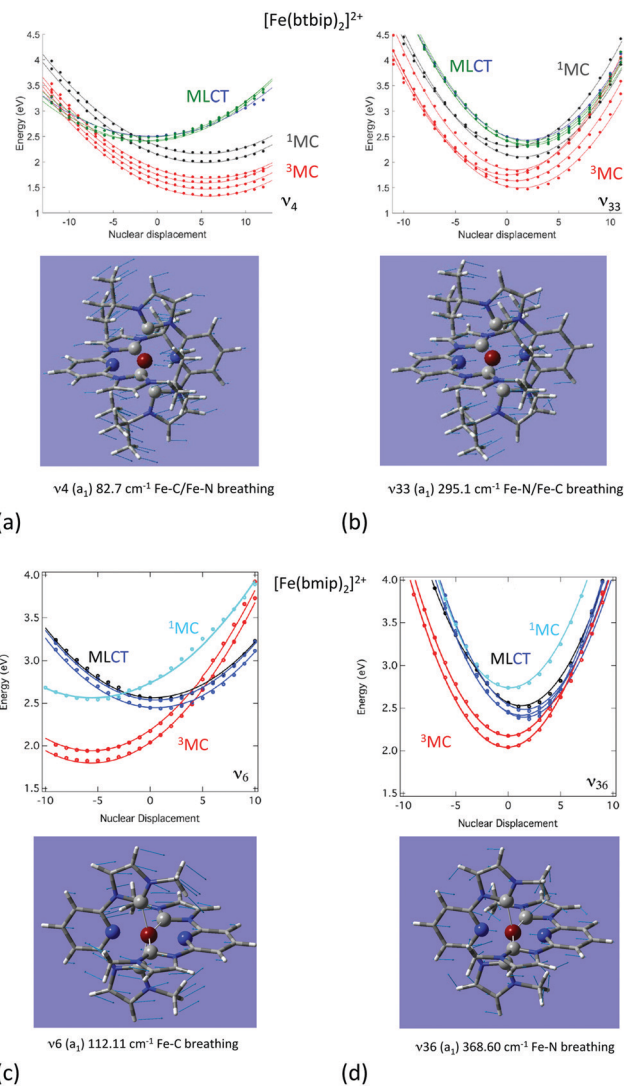 [Fe(btbip)₂]²⁺
4.5
4
3.5
3
2.5
2
1.5
1
Energy (eV)
MLCT
¹MC
³MC
ν₄
-10
-5
0
5
10
Nuclear displacement
4.5
4
3.5
3
2.5
2
1.5
1
Energy (eV)
MLCT
¹MC
³MC
ν₃₃
-10
-5
0
5
10
Nuclear displacement
ν4 (a₁) 82.7 cm⁻¹ Fe-C/Fe-N breathing
ν33 (a₁) 295.1 cm⁻¹ Fe-N/Fe-C breathing
(a)
(b)
[Fe(bmip)₂]²⁺
4.0
3.5
3.0
2.5
2.0
1.5
Energy (eV)
¹MC
MLCT
³MC
ν₆
-10
-5
0
5
10
Nuclear Displacement
4.0
3.5
3.0
2.5
2.0
1.5
Energy (eV)
¹MC
MLCT
³MC
ν₃₆
-10
-5
0
5
10
Nuclear Displacement
ν6 (a₁) 112.11 cm⁻¹ Fe-C breathing
ν36 (a₁) 368.60 cm⁻¹ Fe-N breathing
(c)
(d)